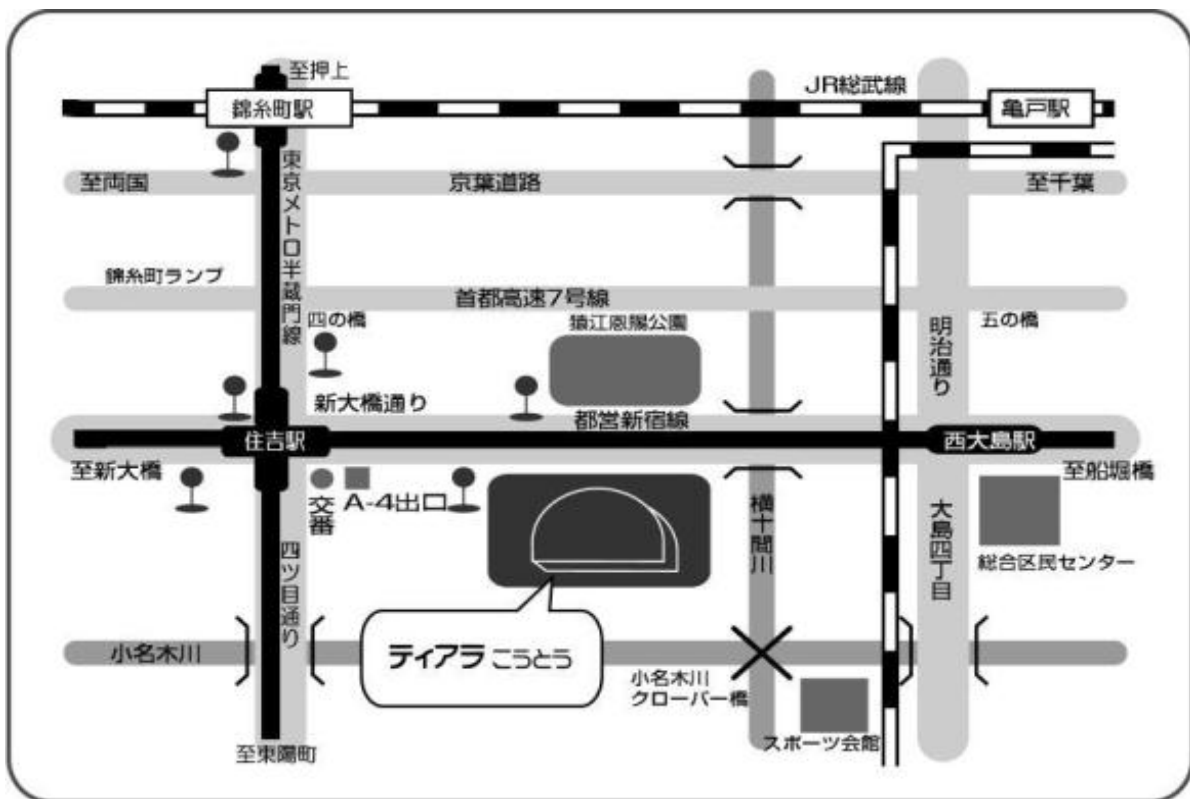 至押上
JR総武線
錦糸町駅
亀戸駅
東京メトロ半蔵門線
至両国
京葉道路
至千葉
錦糸町ランプ
首都高速7号線
四の橋
猿江恩賜公園
五の橋
明治通り
新大橋通り
都営新宿線
住吉駅
西大島駅
至新大橋
至船堀橋
交番
A-4出口
横十間川
大島四丁目
総合区民センター
四ツ目通り
小名木川
ティアラこうとう
小名木川
クローバー橋
スポーツ会館
至東陽町